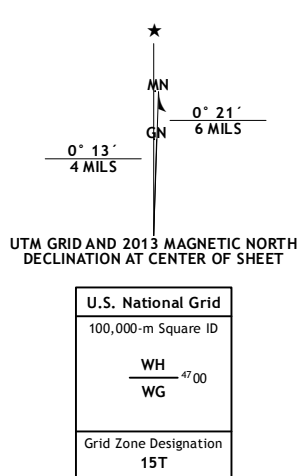 ★
MN
0° 21´
6 MILS
GN
0° 13´
4 MILS
UTM GRID AND 2013 MAGNETIC NORTH
DECLINATION AT CENTER OF SHEET
U.S. National Grid
100,000-m Square ID
WH
4700
WG
Grid Zone Designation
15T